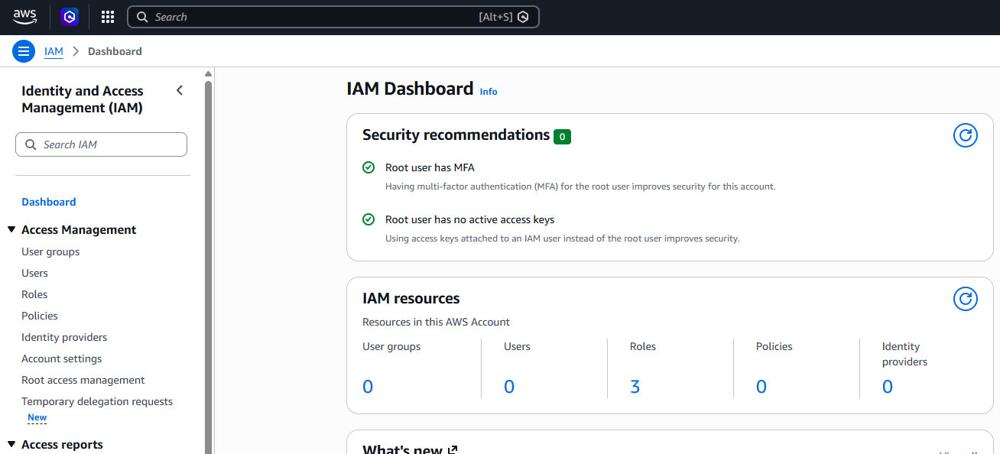 aws
Search [Alt+S]
IAM Dashboard
Identity and Access
Management (IAM)
Search IAM
Dashboard
Access Management
User groups
Users
Roles
Policies
Identity providers
Account settings
Root access management
Temporary delegation requests
New
Access reports
IAM Dashboard Info
Security recommendations 0
Root user has MFA
Having multi-factor authentication (MFA) for the root user improves security for this account.
Root user has no active access keys
Using access keys attached to an IAM user instead of the root user improves security.
IAM resources
Resources in this AWS Account
User groups
0
Users
0
Roles
3
Policies
0
Identity
providers
0
What's new